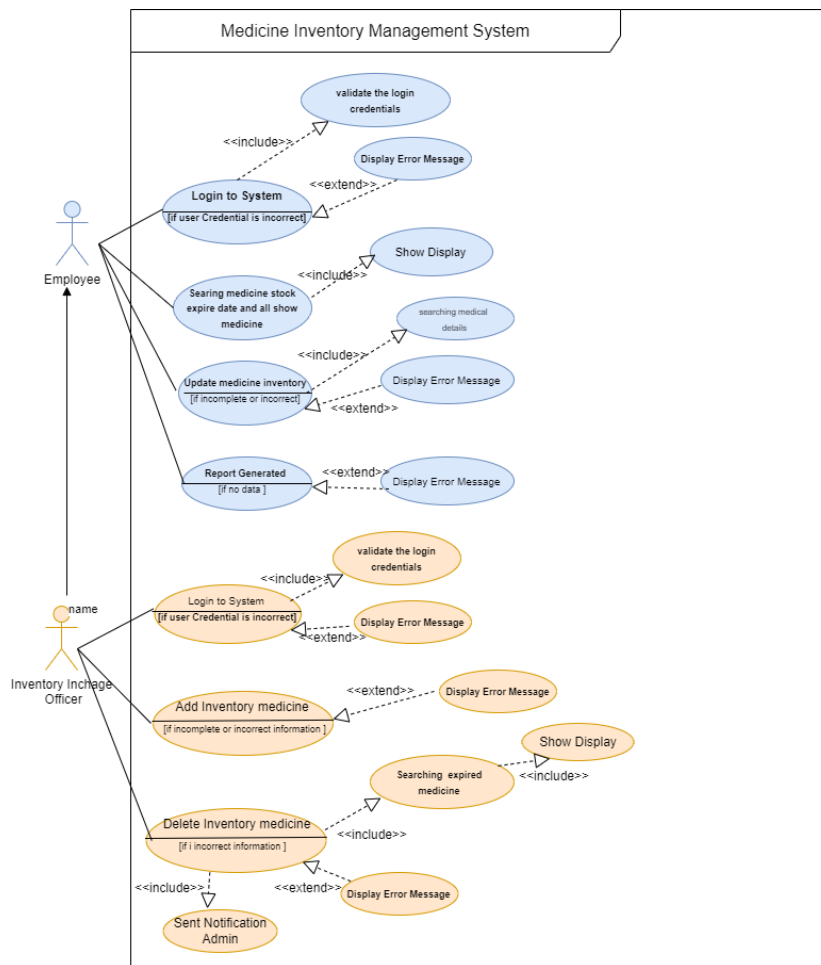 Medicine Inventory Management System
validate the login
credentials
<<include>>
Display Error Message
<<extend>>
Login to System
[if user Credential is incorrect]
Employee
Show Display
<<include>>
Searing medicine stock
expire date and all show
medicine
searching medical
details
<<include>>
Update medicine inventory
[if incomplete or incorrect]
Display Error Message
<<extend>>
Report Generated
[if no data ]
<<extend>>
Display Error Message
validate the login
credentials
<<include>>
Login to System
[if user Credential is incorrect]
Display Error Message
<<extend>>
name
Inventory Inchage
Officer
Add Inventory medicine
[if incomplete or incorrect information ]
<<extend>>
Display Error Message
Show Display
<<include>>
Searching expired
medicine
<<include>>
Delete Inventory medicine
[if i incorrect information ]
<<include>>
<<extend>>
Display Error Message
Sent Notification
Admin